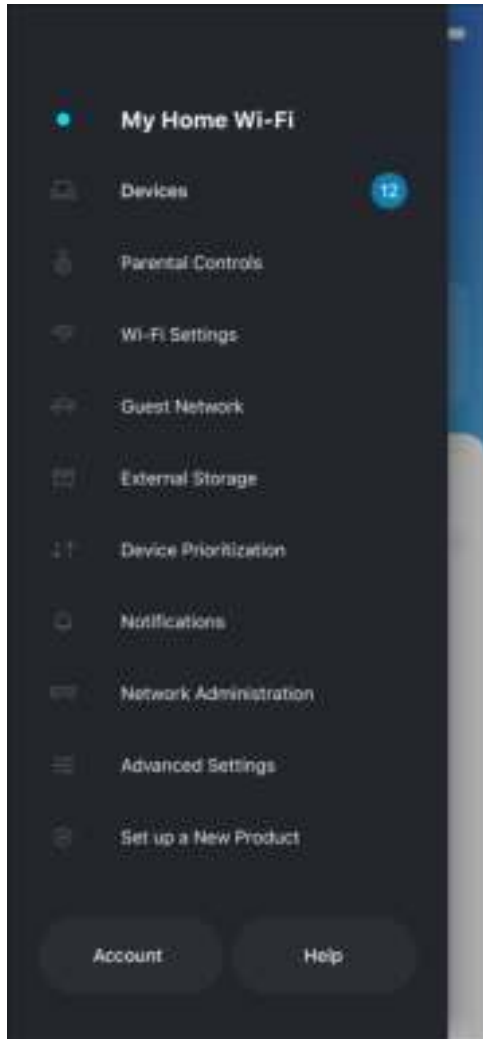 My Home Wi-Fi
Devices 12
Parental Controls
Wi-Fi Settings
Guest Network
External Storage
Device Prioritization
Notifications
Network Administration
Advanced Settings
Set up a New Product
Account Help